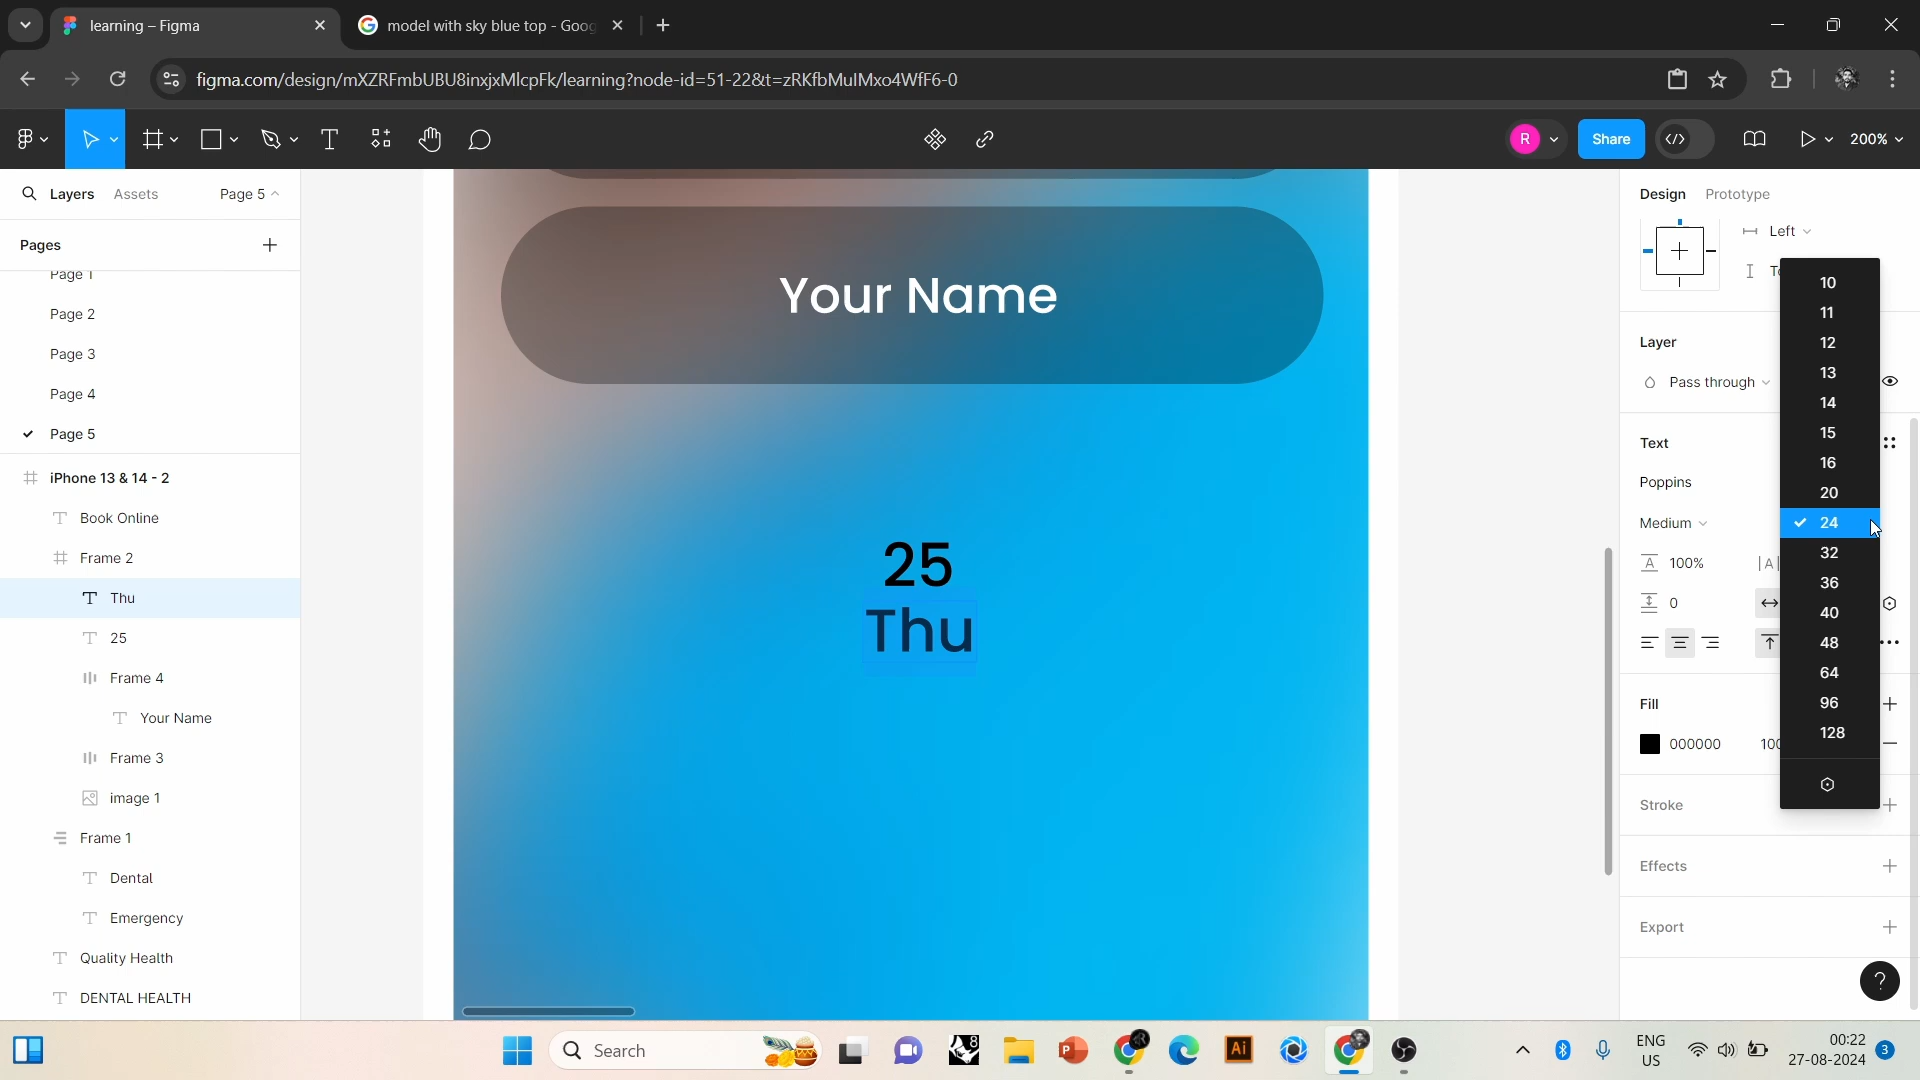 learning – Figma
model with sky blue top - Goog
figma.com/design/mXZRFmbUBU8inxjxMlcpFk/learning?node-id=51-22&t=zRKfbMulMxo4WfF6-0
R
Share
200%
Layers
Assets
Page 5
Pages
Page 1
Page 2
Page 3
Page 4
Page 5
iPhone 13 & 14 - 2
Book Online
Frame 2
Thu
25
Frame 4
Your Name
Frame 3
image 1
Frame 1
Dental
Emergency
Quality Health
DENTAL HEALTH
Your Name
25
Thu
Design
Prototype
Left
Layer
Pass through
Text
Poppins
Medium
100%
0
Fill
000000
Stroke
Effects
Export
10
11
12
13
14
15
16
20
24
32
36
40
48
64
96
128
?
Search
8
P
Ai
ENG
US
00:22
27-08-2024
3